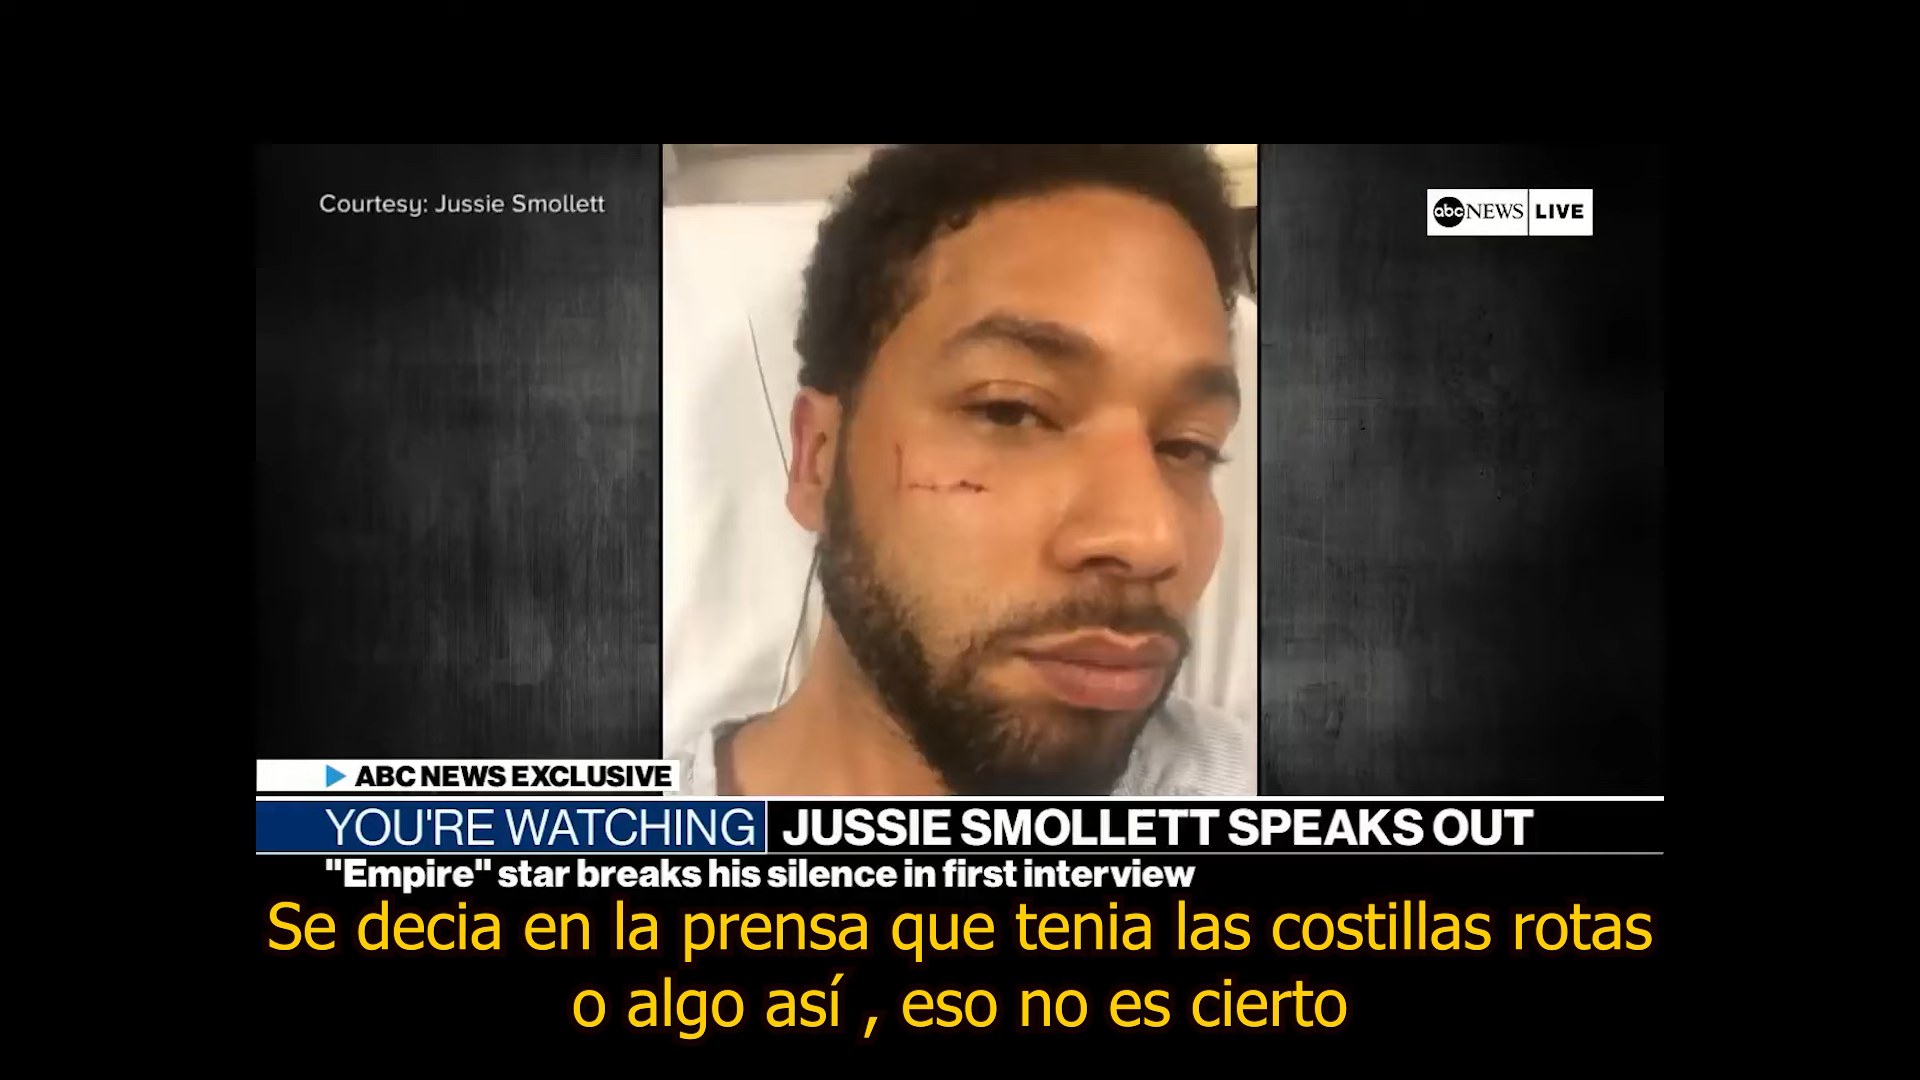 Courtesy: Jussie Smollett
abc NEWS LIVE
ABC NEWS EXCLUSIVE
YOU'RE WATCHING JUSSIE SMOLLETT SPEAKS OUT
"Empire" star breaks his silence in first interview
Se decia en la prensa que tenia las costillas rotas
o algo así , eso no es cierto